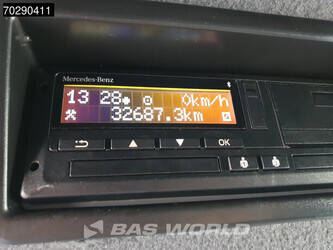 70290411
Mercedes-Benz
13 28 0km/h
32687.3km
OK
BAS WORLD